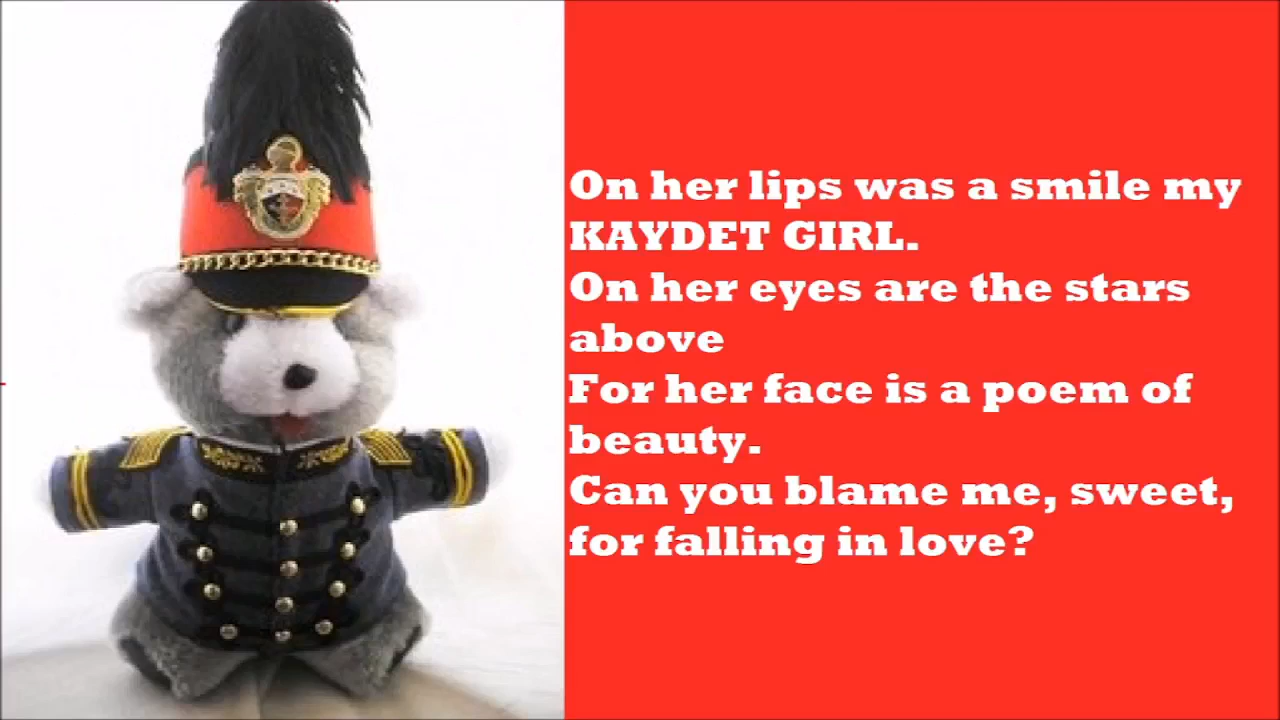 On her lips was a smile my
KAYDET GIRL.
On her eyes are the stars
above
For her face is a poem of
beauty.
Can you blame me, sweet,
for falling in love?